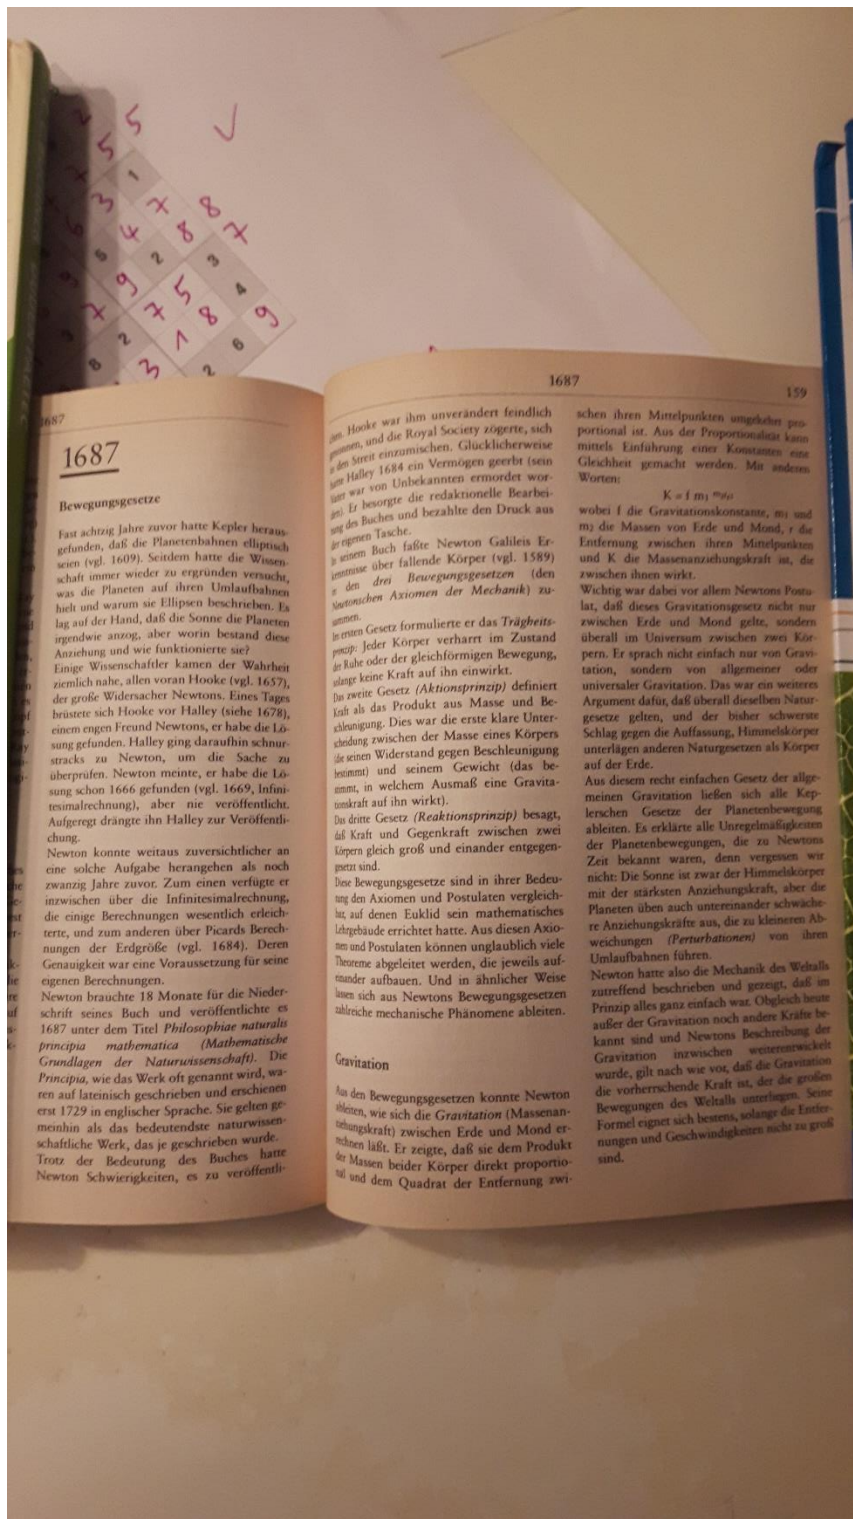 1687
1687
Bewegungsgesetze
Fast achtzig Jahre zuvor hatte Kepler heraus-
gefunden, daß die Planetenbahnen elliptisch
seien (vgl. 1609). Seitdem hatte die Wissen-
schaft immer wieder zu ergründen versucht,
was die Planeten auf ihren Umlaufbahnen
hielt und warum sie Ellipsen beschrieben. Es
lag auf der Hand, daß die Sonne die Planeten
irgendwie anzog, aber worin bestand diese
Anziehung und wie funktionierte sie?
Einige Wissenschaftler kamen der Wahrheit
ziemlich nahe, allen voran Hooke (vgl. 1657),
der große Widersacher Newtons. Eines Tages
brüstete sich Hooke vor Halley (siehe 1678),
einem engen Freund Newtons, er habe die Lö-
sung gefunden. Halley ging daraufhin schnur-
stracks zu Newton, um die Sache zu
überprüfen. Newton meinte, er habe die Lö-
sung schon 1666 gefunden (vgl. 1669, Infini-
tesimalrechnung), aber nie veröffentlicht.
Aufgeregt drängte ihn Halley zur Veröffentli-
chung.
Newton konnte weitaus zuversichtlicher an
eine solche Aufgabe herangehen als noch
zwanzig Jahre zuvor. Zum einen verfügte er
inzwischen über die Infinitesimalrechnung,
die einige Berechnungen wesentlich erleich-
terte, und zum anderen über Picards Berech-
nungen der Erdgröße (vgl. 1684). Deren
Genauigkeit war eine Voraussetzung für seine
eigenen Berechnungen.
Newton brauchte 18 Monate für die Nieder-
schrift seines Buch und veröffentlichte es
1687 unter dem Titel Philosophiae naturalis
principia mathematica (Mathematische
Grundlagen der Naturwissenschaft). Die
Principia, wie das Werk oft genannt wird, wa-
ren auf lateinisch geschrieben und erschienen
erst 1729 in englischer Sprache. Sie gelten ge-
meinhin als das bedeutendste naturwissen-
schaftliche Werk, das je geschrieben wurde.
Trotz der Bedeutung des Buches hatte
Newton Schwierigkeiten, es zu veröffentli-
1687
159
chen. Hooke war ihm unverändert feindlich
gesonnen, und die Royal Society zögerte, sich
in den Streit einzumischen. Glücklicherweise
hatte Halley 1684 ein Vermögen geerbt (sein
Vater war von Unbekannten ermordet wor-
den). Er besorgte die redaktionelle Bearbei-
tung des Buches und bezahlte den Druck aus
der eigenen Tasche.
In seinem Buch faßte Newton Galileis Er-
kenntnisse über fallende Körper (vgl. 1589)
in den drei Bewegungsgesetzen (den
Newtonschen Axiomen der Mechanik) zu-
sammen.
Im ersten Gesetz formulierte er das Trägheits-
prinzip: Jeder Körper verharrt im Zustand
der Ruhe oder der gleichförmigen Bewegung,
solange keine Kraft auf ihn einwirkt.
Das zweite Gesetz (Aktionsprinzip) definiert
Kraft als das Produkt aus Masse und Be-
schleunigung. Dies war die erste klare Unter-
scheidung zwischen der Masse eines Körpers
(die seinen Widerstand gegen Beschleunigung
bestimmt) und seinem Gewicht (das be-
stimmt, in welchem Ausmaß eine Gravita-
tionskraft auf ihn wirkt).
Das dritte Gesetz (Reaktionsprinzip) besagt,
daß Kraft und Gegenkraft zwischen zwei
Körpern gleich groß und einander entgegen-
gesetzt sind.
Diese Bewegungsgesetze sind in ihrer Bedeu-
tung den Axiomen und Postulaten vergleich-
bar, auf denen Euklid sein mathematisches
Lehrgebäude errichtet hatte. Aus diesen Axio-
men und Postulaten können unglaublich viele
Theoreme abgeleitet werden, die jeweils auf-
einander aufbauen. Und in ähnlicher Weise
lassen sich aus Newtons Bewegungsgesetzen
zahlreiche mechanische Phänomene ableiten.
Gravitation
Aus den Bewegungsgesetzen konnte Newton
ableiten, wie sich die Gravitation (Massenan-
ziehungskraft) zwischen Erde und Mond er-
rechnen läßt. Er zeigte, daß sie dem Produkt
der Massen beider Körper direkt proportio-
nal und dem Quadrat der Entfernung zwi-
schen ihren Mittelpunkten umgekehrt pro-
portional ist. Aus der Proportionalität kann
mittels Einführung einer Konstanten eine
Gleichheit gemacht werden. Mit anderen
Worten:
K = f m₁
wobei f die Gravitationskonstante, m₁ und
m₂ die Massen von Erde und Mond, r die
Entfernung zwischen ihren Mittelpunkten
und K die Massenanziehungskraft ist, die
zwischen ihnen wirkt.
Wichtig war dabei vor allem Newtons Postu-
lat, daß dieses Gravitationsgesetz nicht nur
zwischen Erde und Mond gelte, sondern
überall im Universum zwischen zwei Kör-
pern. Er sprach nicht einfach nur von Gravi-
tation, sondern von allgemeiner oder
universaler Gravitation. Das war ein weiteres
Argument dafür, daß überall dieselben Natur-
gesetze gelten, und der bisher schwerste
Schlag gegen die Auffassung, Himmelskörper
unterlägen anderen Naturgesetzen als Körper
auf der Erde.
Aus diesem recht einfachen Gesetz der allge-
meinen Gravitation ließen sich alle Kep-
lerschen Gesetze der Planetenbewegung
ableiten. Es erklärte alle Unregelmäßigkeiten
der Planetenbewegungen, die zu Newtons
Zeit bekannt waren, denn vergessen wir
nicht: Die Sonne ist zwar der Himmelskörper
mit der stärksten Anziehungskraft, aber die
Planeten üben auch untereinander schwäche-
re Anziehungskräfte aus, die zu kleineren Ab-
weichungen (Perturbationen) von ihren
Umlaufbahnen führen.
Newton hatte also die Mechanik des Weltalls
zutreffend beschrieben und gezeigt, daß im
Prinzip alles ganz einfach war. Obgleich heute
außer der Gravitation noch andere Kräfte be-
kannt sind und Newtons Beschreibung der
Gravitation inzwischen weiterentwickelt
wurde, gilt nach wie vor, daß die Gravitation
die vorherrschende Kraft ist, der die großen
Bewegungen des Weltalls unterliegen. Seine
Formel eignet sich bestens, solange die Entfer-
nungen und Geschwindigkeiten nicht zu groß
sind.